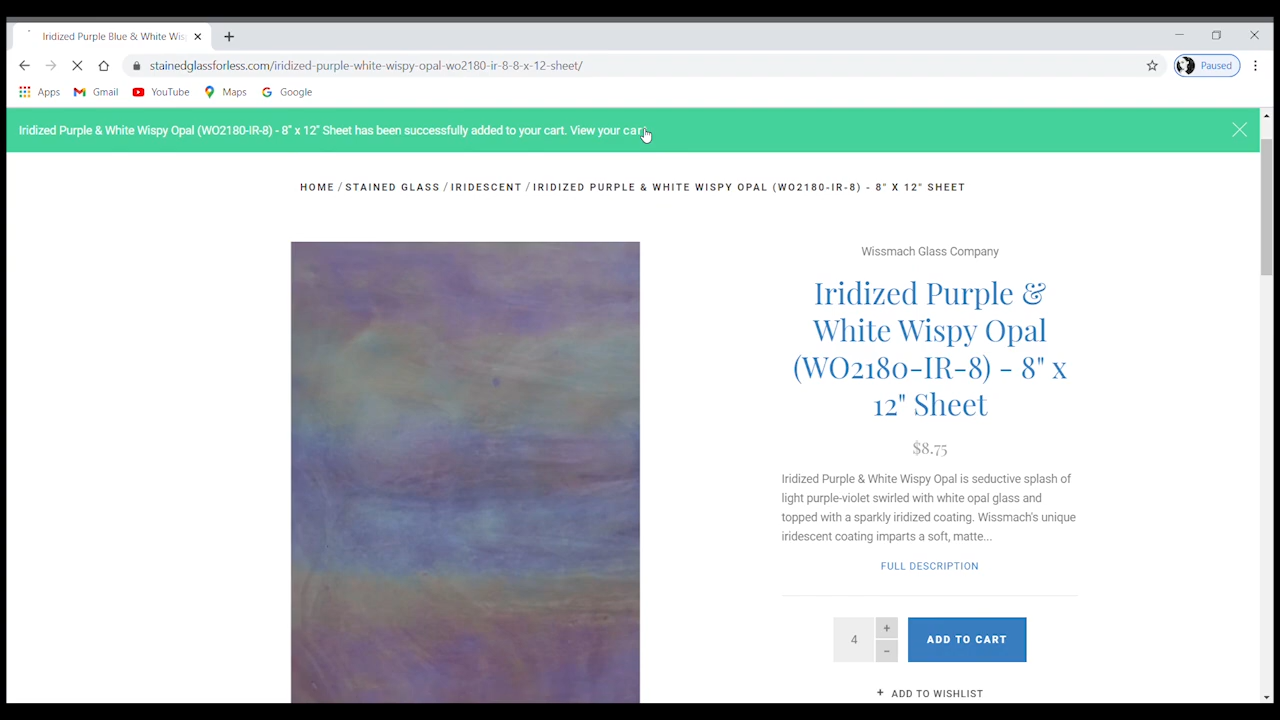 Iridized Purple Blue & White Wis
Paused
stainedglassforless.com/iridized-purple-white-wispy-opal-wo2180-ir-8-8-x-12-sheet/
Apps Gmail YouTube Maps Google
Iridized Purple & White Wispy Opal (WO2180-IR-8) - 8" x 12" Sheet has been successfully added to your cart. View your car
HOME / STAINED GLASS / IRIDESCENT / IRIDIZED PURPLE & WHITE WISPY OPAL (WO2180-IR-8) - 8" X 12" SHEET
Wissmach Glass Company
Iridized Purple &
White Wispy Opal
(WO2180-IR-8) - 8" x
12" Sheet
$8.75
Iridized Purple & White Wispy Opal is seductive splash of
light purple-violet swirled with white opal glass and
topped with a sparkly iridized coating. Wissmach's unique
iridescent coating imparts a soft, matte...
FULL DESCRIPTION
4 + - ADD TO CART
+ ADD TO WISHLIST